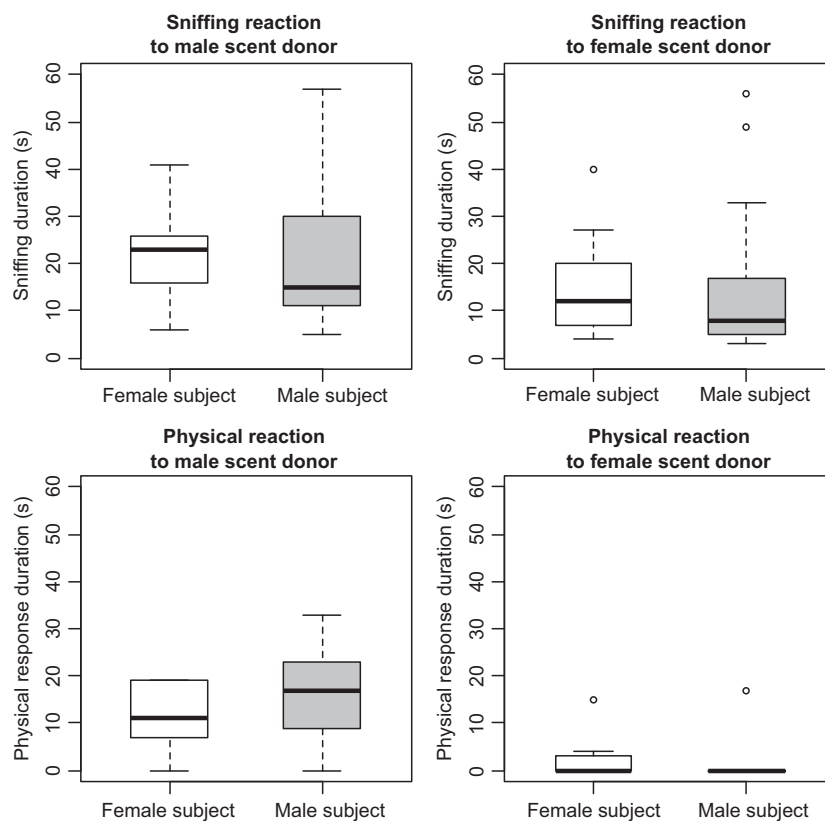 Sniffing reaction
to male scent donor
Sniffing duration (s)
60
50
40
30
20
10
0
Female subject Male subject
Sniffing reaction
to female scent donor
Sniffing duration (s)
60
50
40
30
20
10
0
Female subject Male subject
Physical reaction
to male scent donor
Physical response duration (s)
60
50
40
30
20
10
0
Female subject Male subject
Physical reaction
to female scent donor
Physical response duration (s)
60
50
40
30
20
10
0
Female subject Male subject